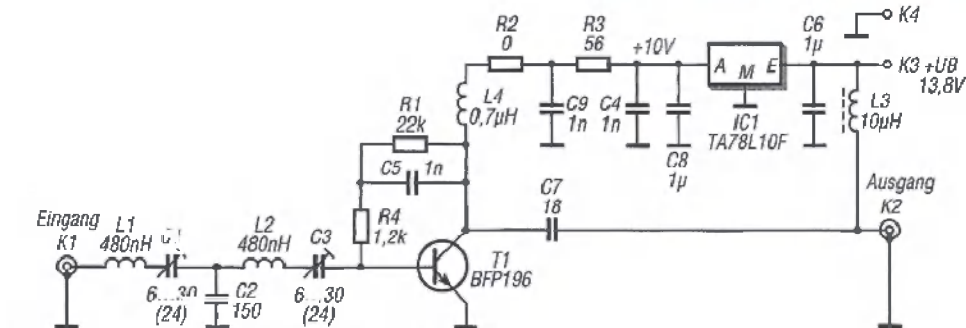 R2
0
R3
56
+10V
C6
1µ
K4
K3 +UB
13,8V
A M E
IC1
TA78L10F
L3
10µH
L4
0,7µH
C9
1n
C4
1n
C8
1µ
R1
22k
C5 1n
R4
1,2k
C7
18
Ausgang
K2
Eingang
K1
L1
480nH
L2
480nH
C3
6...30
(24)
C2
150
6...30
(24)
T1
BFP196